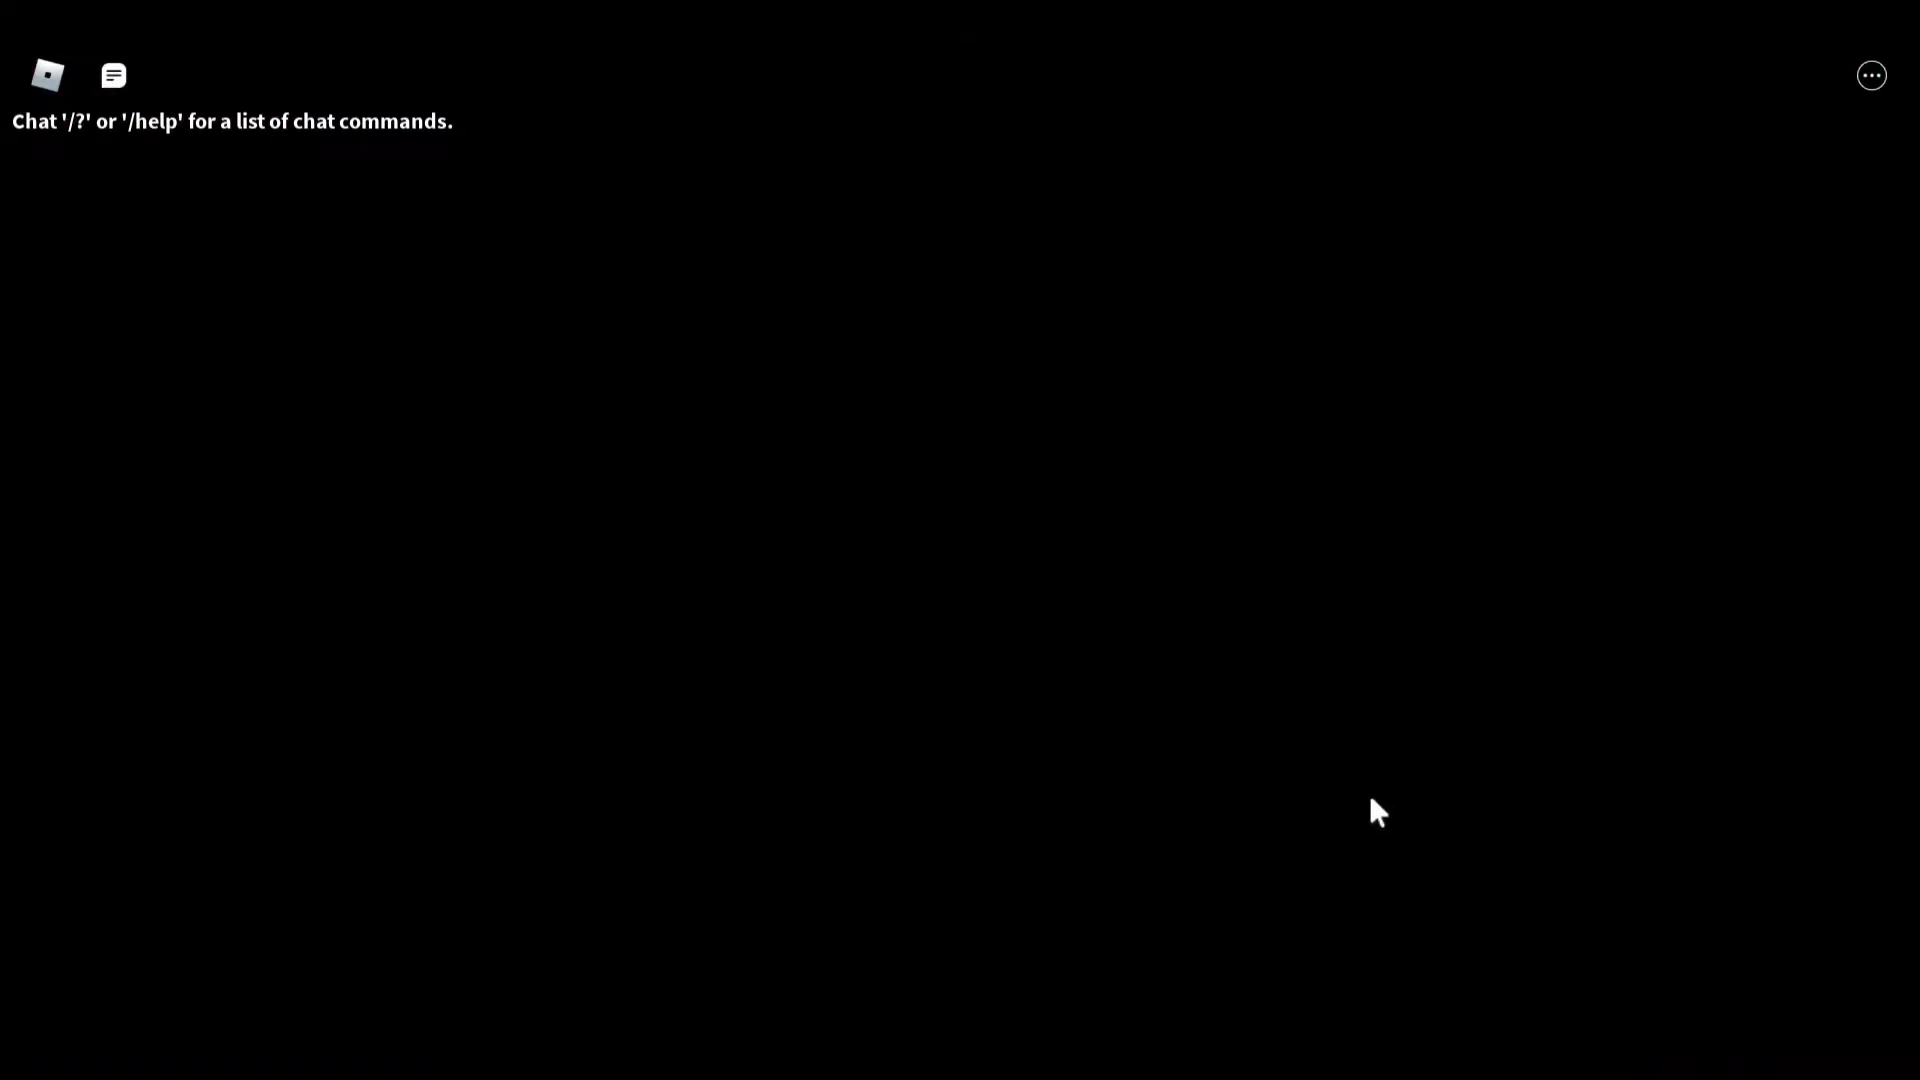 Chat '/?' or '/help' for a list of chat commands.